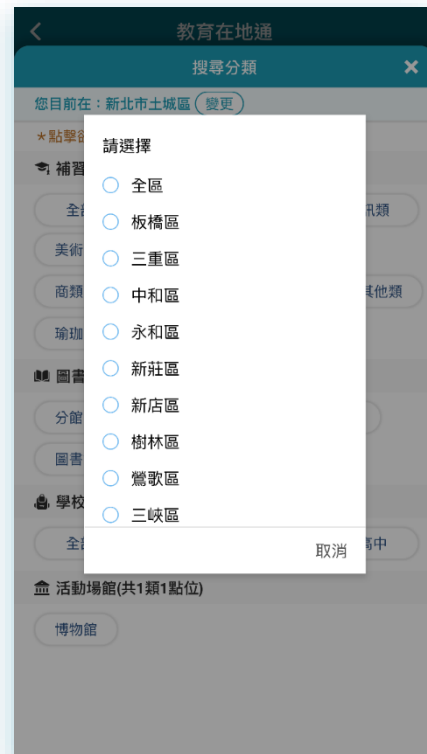 教育在地通
搜尋分類
您目前在：新北市土城區 變更
＊點擊
請選擇
補習
全區
全
訊類
板橋區
美術
三重區
商類
中和區
其他類
瑜珈
永和區
新莊區
圖書
新店區
分館
樹林區
圖書
鶯歌區
學校
三峽區
全
高中
取消
活動場館(共1類1點位)
博物館